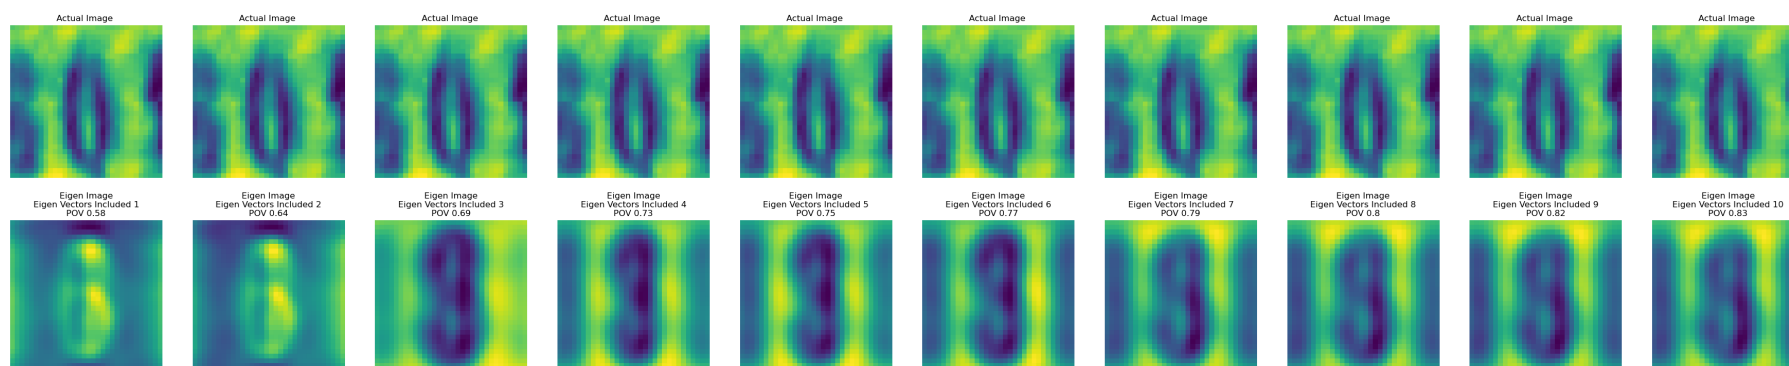 Actual Image
Actual Image
Actual Image
Actual Image
Actual Image
Actual Image
Actual Image
Actual Image
Actual Image
Actual Image
Eigen Image
Eigen Vectors Included 1
POV 0.58
Eigen Image
Eigen Vectors Included 2
POV 0.64
Eigen Image
Eigen Vectors Included 3
POV 0.69
Eigen Image
Eigen Vectors Included 4
POV 0.73
Eigen Image
Eigen Vectors Included 5
POV 0.75
Eigen Image
Eigen Vectors Included 6
POV 0.77
Eigen Image
Eigen Vectors Included 7
POV 0.79
Eigen Image
Eigen Vectors Included 8
POV 0.8
Eigen Image
Eigen Vectors Included 9
POV 0.82
Eigen Image
Eigen Vectors Included 10
POV 0.83